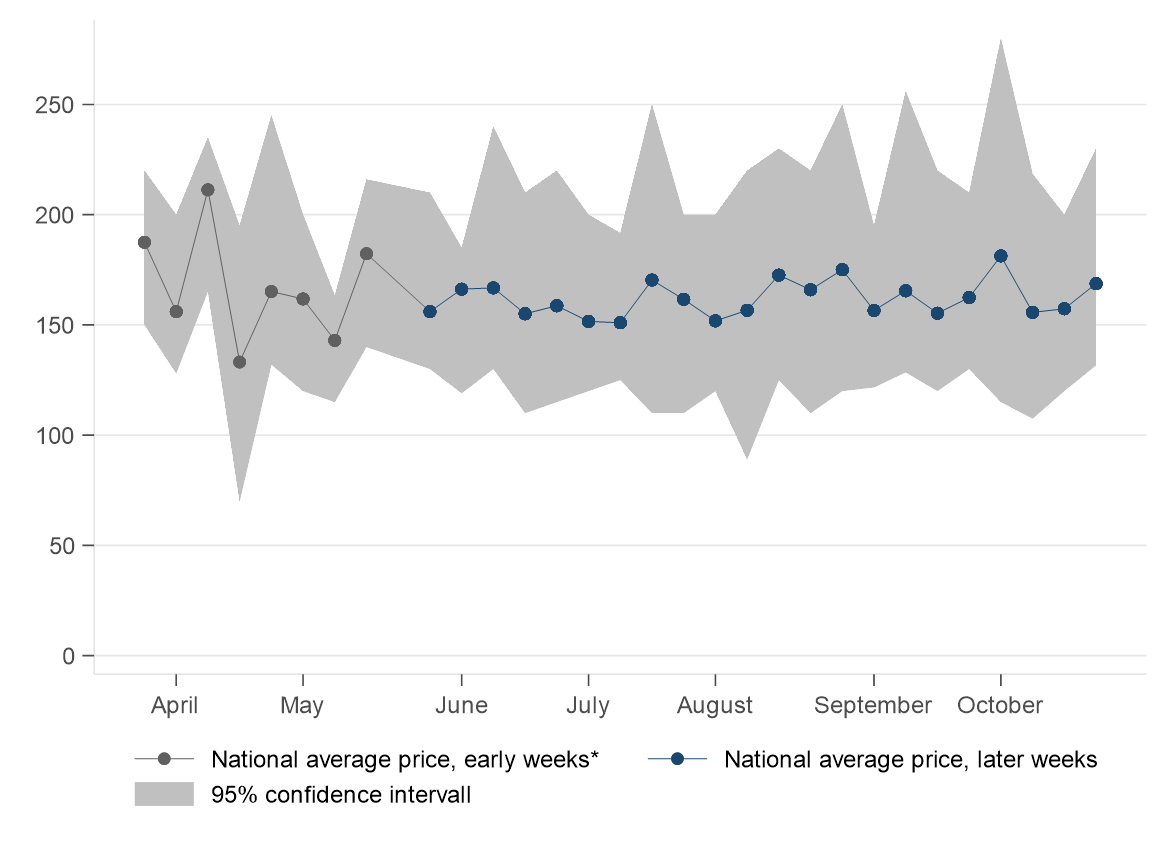 250
200
150
100
50
0
April May June July August September October
National average price, early weeks* National average price, later weeks
95% confidence intervall